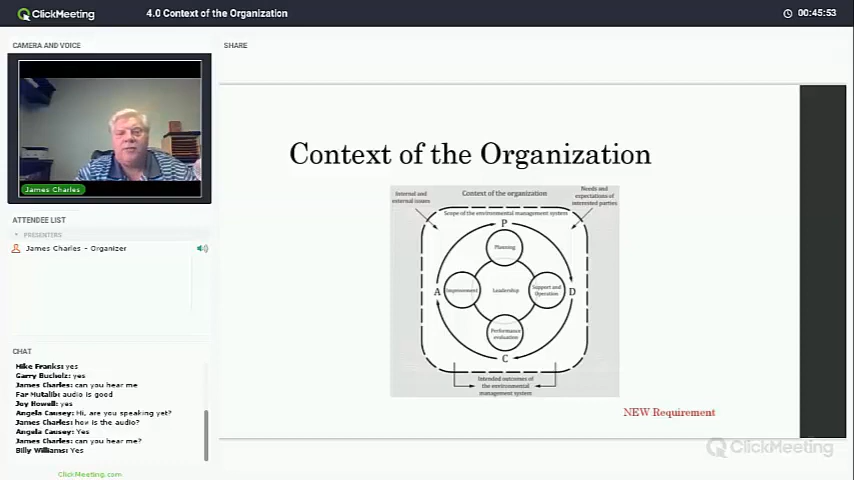 ClickMeeting
4.0 Context of the Organization
00:45:53
CAMERA AND VOICE
SHARE
James Charles
ATTENDEE LIST
PRESENTERS
James Charles - Organizer
CHAT
Mike Franks: yes
Garry Bucholz: yes
James Charles: can you hear me
Far Mutalib: audio is good
Joy Howell: yes
Angela Causey: Hi, are you speaking yet?
James Charles: how is the audio?
Angela Causey: Yes
James Charles: can you hear me?
Billy Williams: Yes
ClickMeeting.com
Context of the Organization
Internal and
external issues
Context of the organization
Needs and
expectations of
interested parties
Scope of the environmental management system
P
Planning
A
Improvement
Leadership
Support and
Operation
D
Performance
evaluation
C
Intended outcomes of
the environmental
management system
NEW Requirement
ClickMeeting